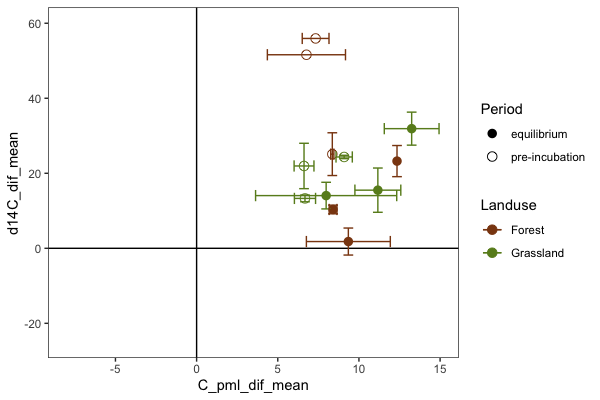 60
40
20
0
-20
d14C_dif_mean
-5
0
5
10
15
C_pml_dif_mean
Period
equilibrium
pre-incubation
Landuse
Forest
Grassland